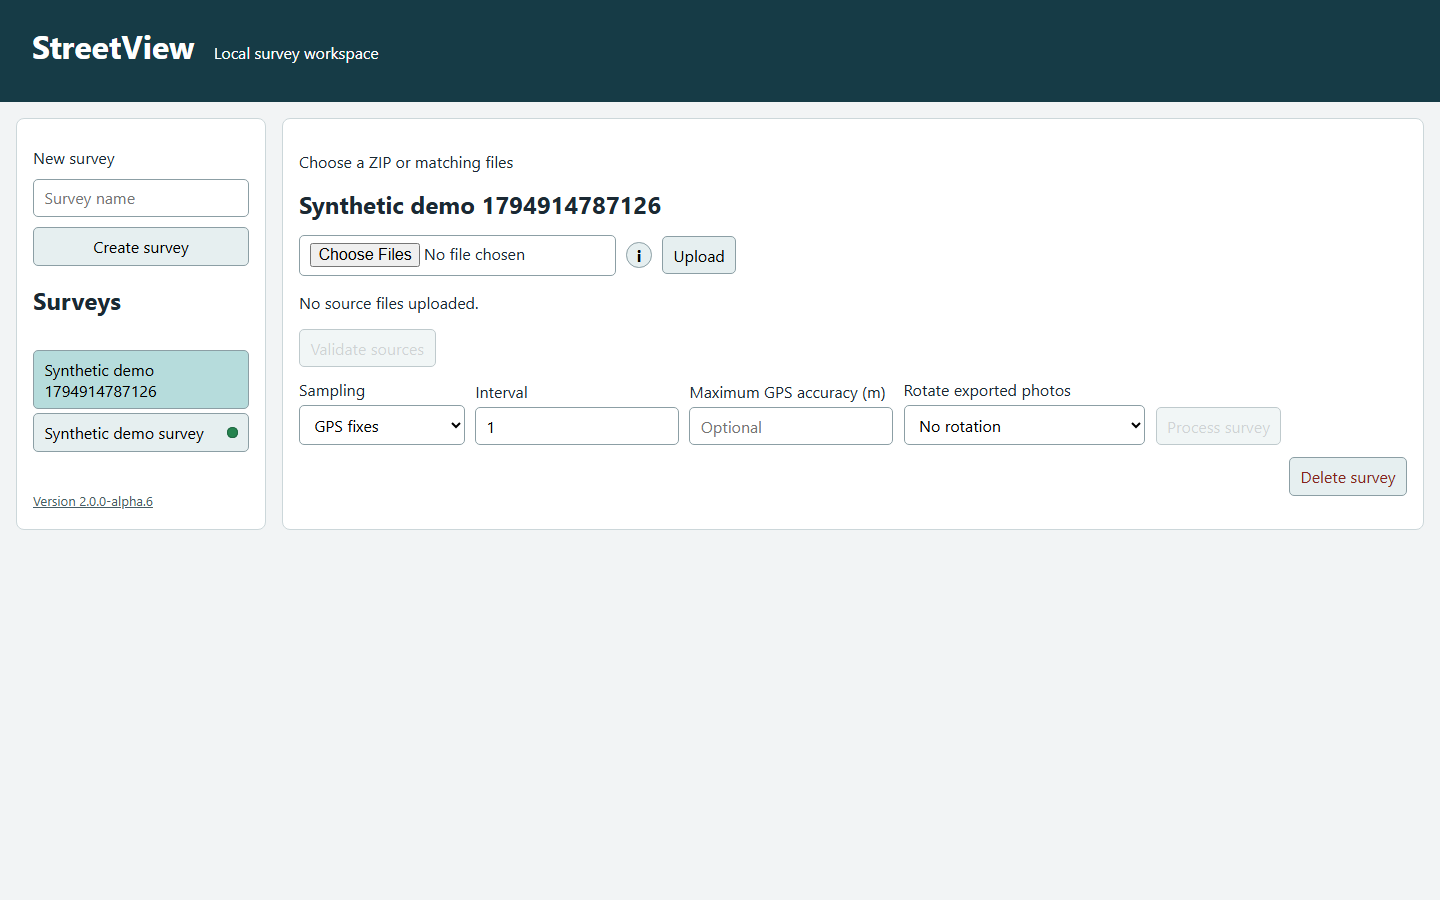 StreetView Local survey workspace
New survey
Survey name
Create survey
Surveys
Synthetic demo
1794914787126
Synthetic demo survey
Version 2.0.0-alpha.6
Choose a ZIP or matching files
Synthetic demo 1794914787126
Choose Files No file chosen i Upload
No source files uploaded.
Validate sources
Sampling Interval Maximum GPS accuracy (m) Rotate exported photos
GPS fixes 1 Optional No rotation Process survey
Delete survey